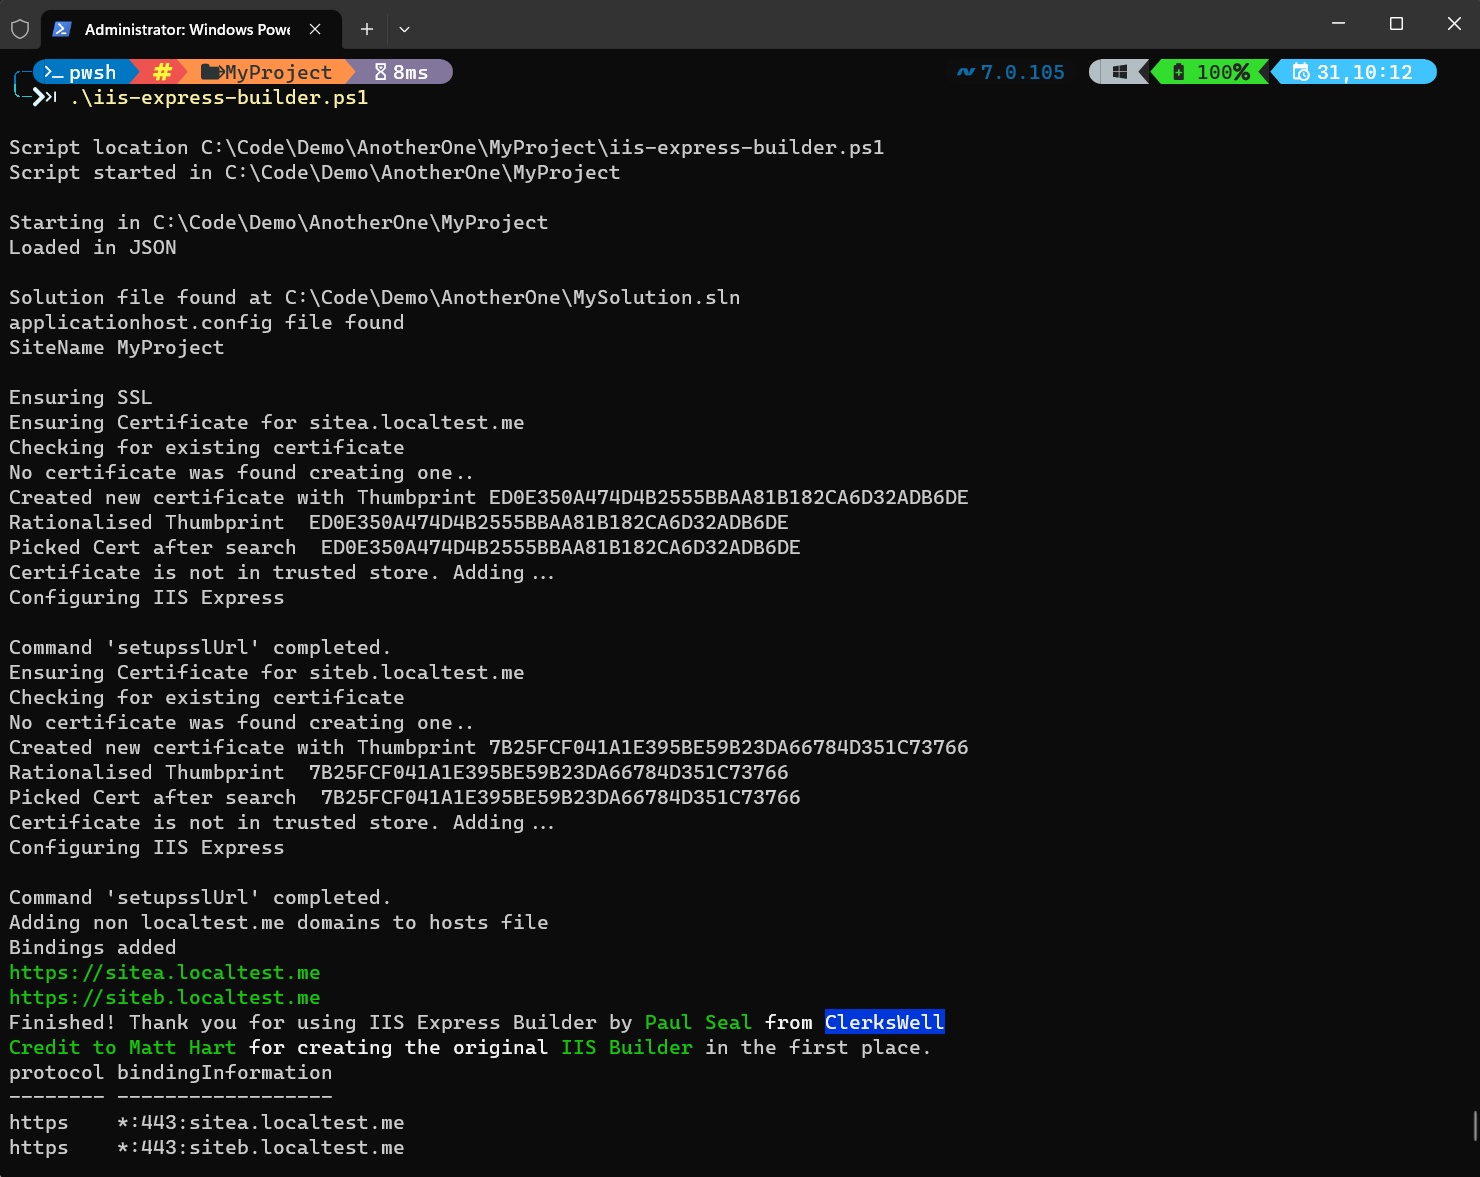 Administrator: Windows Powe
pwsh # MyProject 8ms 7.0.105 100% 31,10:12
.\iis-express-builder.ps1
Script location C:\Code\Demo\AnotherOne\MyProject\iis-express-builder.ps1
Script started in C:\Code\Demo\AnotherOne\MyProject
Starting in C:\Code\Demo\AnotherOne\MyProject
Loaded in JSON
Solution file found at C:\Code\Demo\AnotherOne\MySolution.sln
applicationhost.config file found
SiteName MyProject
Ensuring SSL
Ensuring Certificate for sitea.localtest.me
Checking for existing certificate
No certificate was found creating one..
Created new certificate with Thumbprint ED0E350A474D4B2555BBAA81B182CA6D32ADB6DE
Rationalised Thumbprint  ED0E350A474D4B2555BBAA81B182CA6D32ADB6DE
Picked Cert after search  ED0E350A474D4B2555BBAA81B182CA6D32ADB6DE
Certificate is not in trusted store. Adding...
Configuring IIS Express
Command 'setupsslUrl' completed.
Ensuring Certificate for siteb.localtest.me
Checking for existing certificate
No certificate was found creating one..
Created new certificate with Thumbprint 7B25FCF041A1E395BE59B23DA66784D351C73766
Rationalised Thumbprint  7B25FCF041A1E395BE59B23DA66784D351C73766
Picked Cert after search  7B25FCF041A1E395BE59B23DA66784D351C73766
Certificate is not in trusted store. Adding...
Configuring IIS Express
Command 'setupsslUrl' completed.
Adding non localtest.me domains to hosts file
Bindings added
https://sitea.localtest.me
https://siteb.localtest.me
Finished! Thank you for using IIS Express Builder by Paul Seal from ClerksWell
Credit to Matt Hart for creating the original IIS Builder in the first place.
protocol bindingInformation
-------- ------------------
https    *:443:sitea.localtest.me
https    *:443:siteb.localtest.me